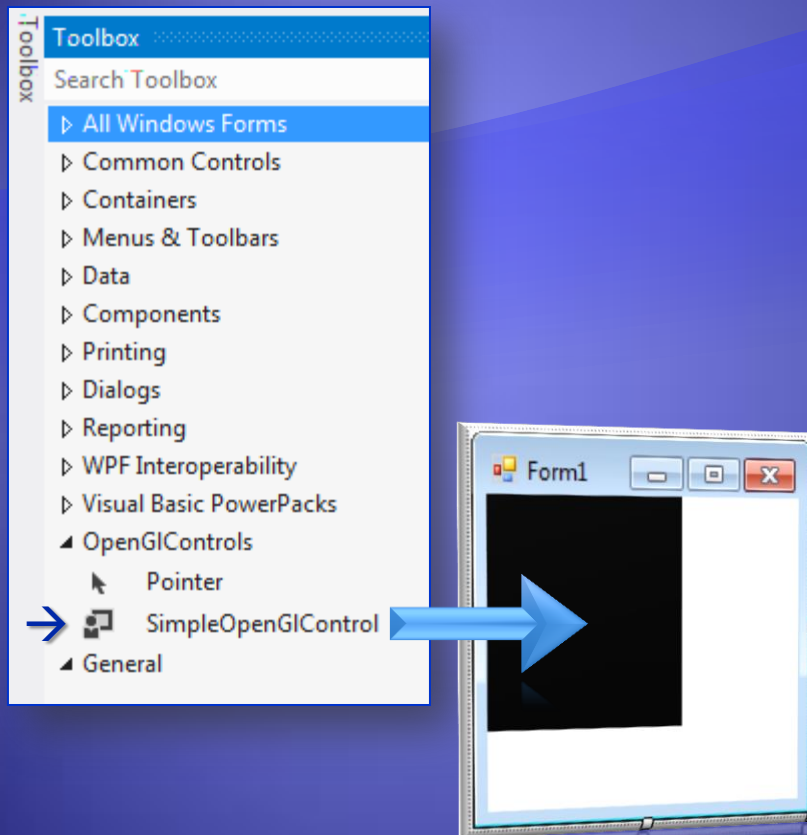 Toolbox
Toolbox
Search Toolbox
All Windows Forms
Common Controls
Containers
Menus & Toolbars
Data
Components
Printing
Dialogs
Reporting
WPF Interoperability
Visual Basic PowerPacks
OpenGlControls
Pointer
SimpleOpenGlControl
General
Form1